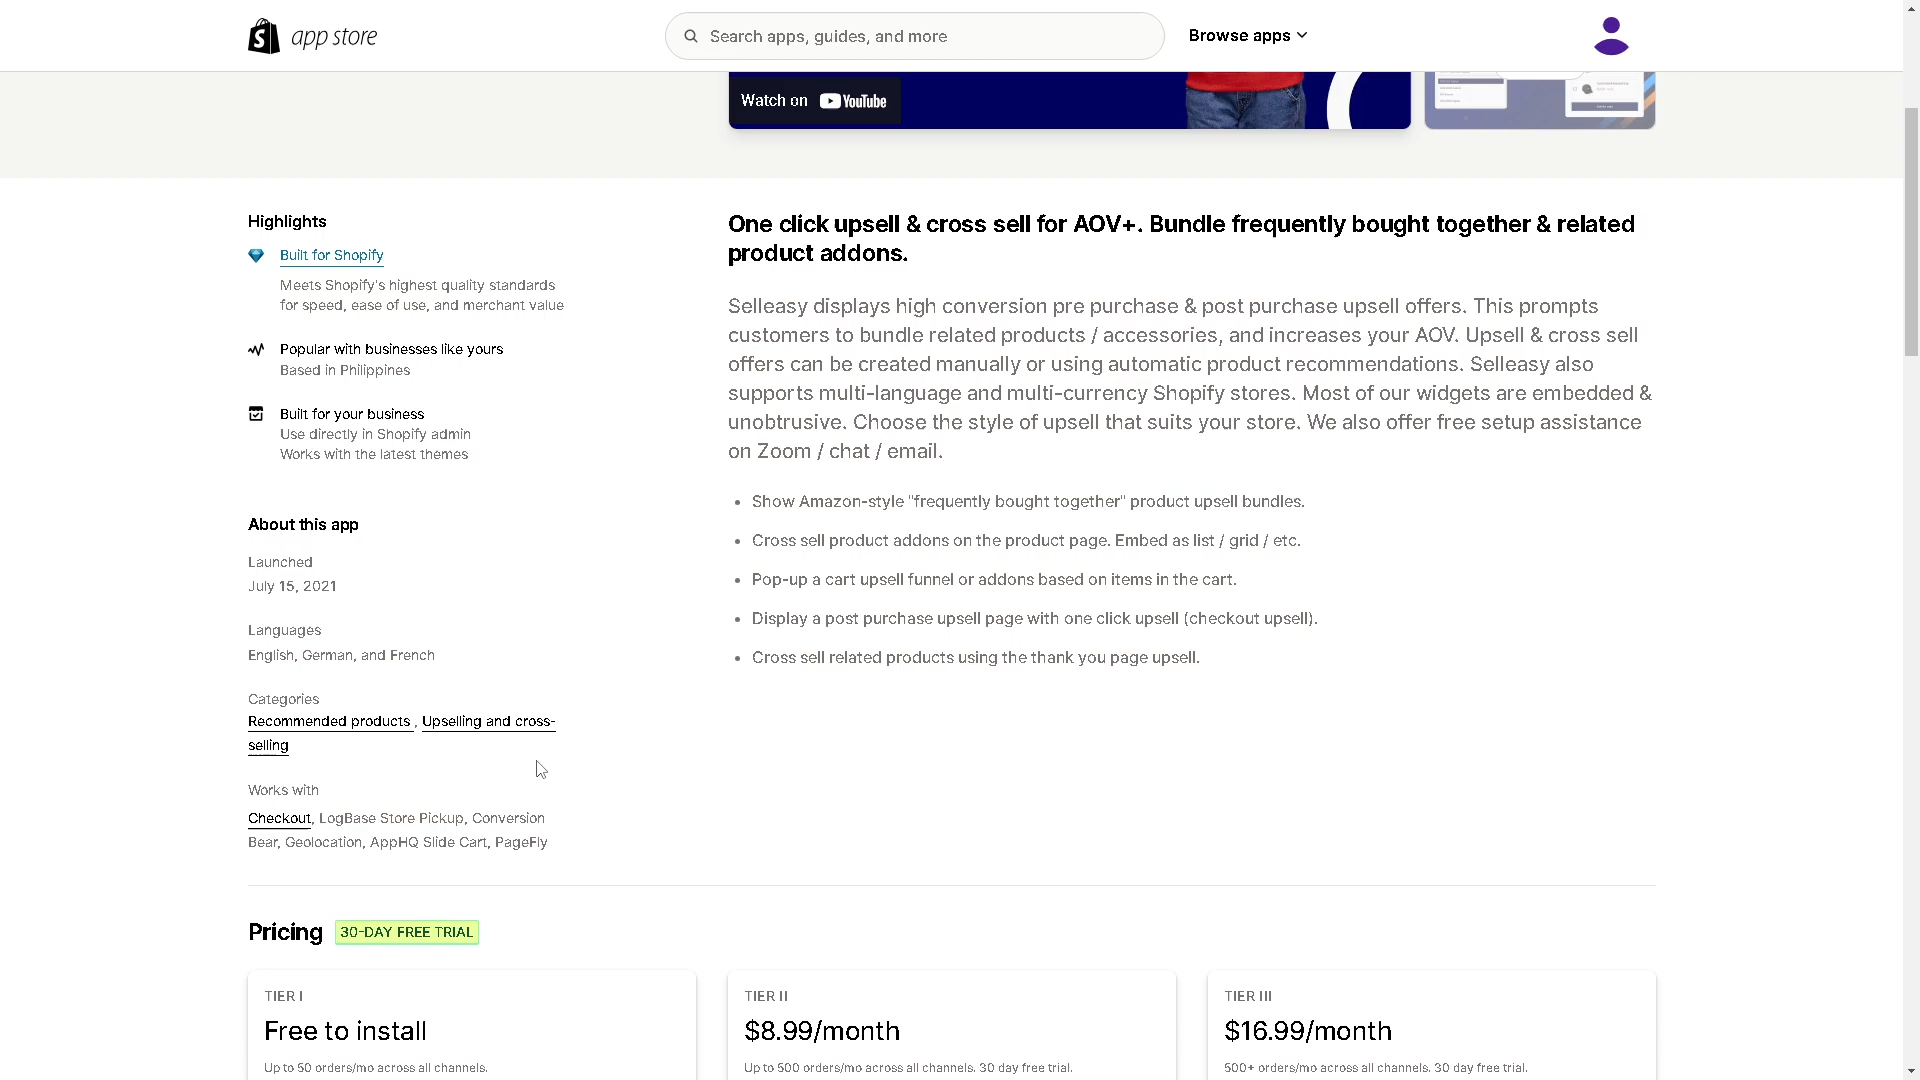 app store
Search apps, guides, and more
Browse apps
Watch on YouTube
Highlights
Built for Shopify
Meets Shopify's highest quality standards
for speed, ease of use, and merchant value
Popular with businesses like yours
Based in Philippines
Built for your business
Use directly in Shopify admin
Works with the latest themes
About this app
Launched
July 15, 2021
Languages
English, German, and French
Categories
Recommended products , Upselling and cross-
selling
Works with
Checkout, LogBase Store Pickup, Conversion
Bear, Geolocation, AppHQ Slide Cart, PageFly
One click upsell & cross sell for AOV+. Bundle frequently bought together & related
product addons.
Selleasy displays high conversion pre purchase & post purchase upsell offers. This prompts
customers to bundle related products / accessories, and increases your AOV. Upsell & cross sell
offers can be created manually or using automatic product recommendations. Selleasy also
supports multi-language and multi-currency Shopify stores. Most of our widgets are embedded &
unobtrusive. Choose the style of upsell that suits your store. We also offer free setup assistance
on Zoom / chat / email.
• Show Amazon-style "frequently bought together" product upsell bundles.
• Cross sell product addons on the product page. Embed as list / grid / etc.
• Pop-up a cart upsell funnel or addons based on items in the cart.
• Display a post purchase upsell page with one click upsell (checkout upsell).
• Cross sell related products using the thank you page upsell.
Pricing 30-DAY FREE TRIAL
TIER I
Free to install
Up to 50 orders/mo across all channels.
TIER II
$8.99/month
Up to 500 orders/mo across all channels. 30 day free trial.
TIER III
$16.99/month
500+ orders/mo across all channels. 30 day free trial.